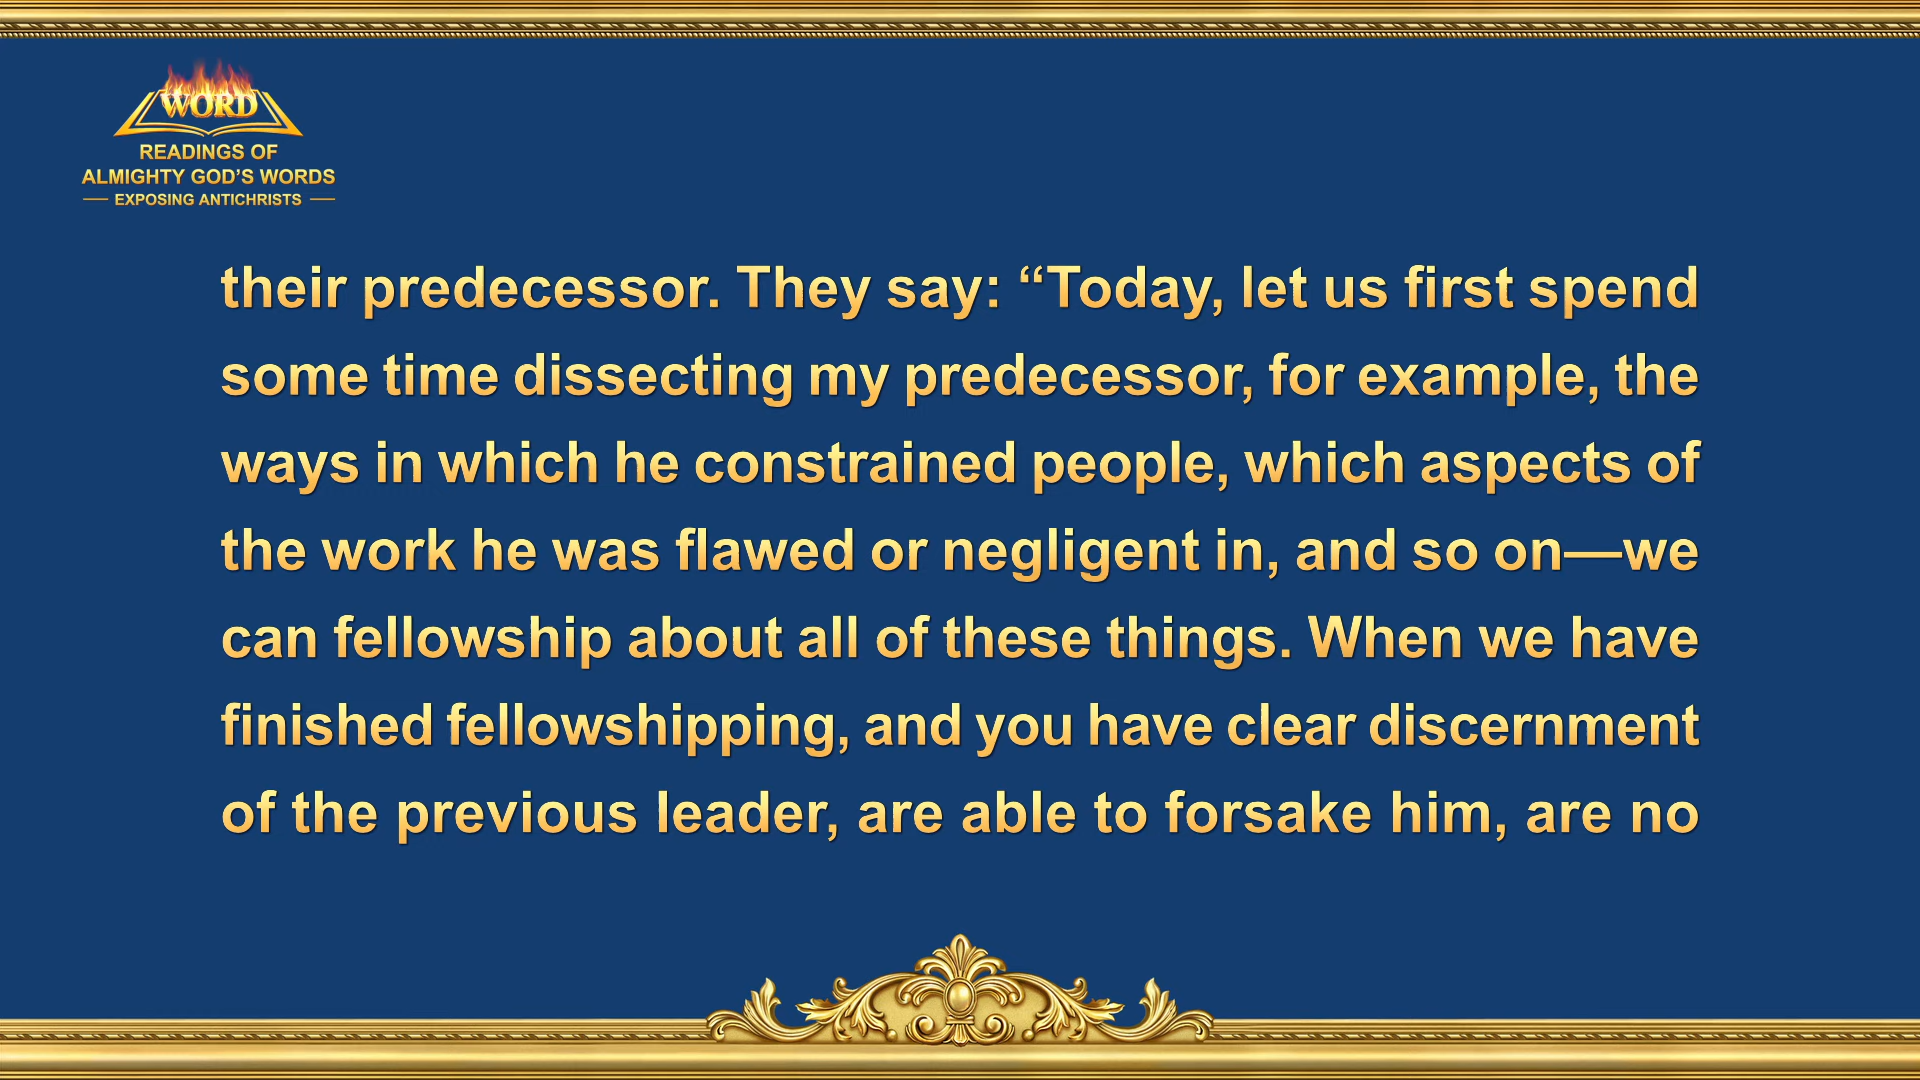 WORD
READINGS OF
ALMIGHTY GOD’S WORDS
EXPOSING ANTICHRISTS
their predecessor. They say: “Today, let us first spend
some time dissecting my predecessor, for example, the
ways in which he constrained people, which aspects of
the work he was flawed or negligent in, and so on—we
can fellowship about all of these things. When we have
finished fellowshipping, and you have clear discernment
of the previous leader, are able to forsake him, are no